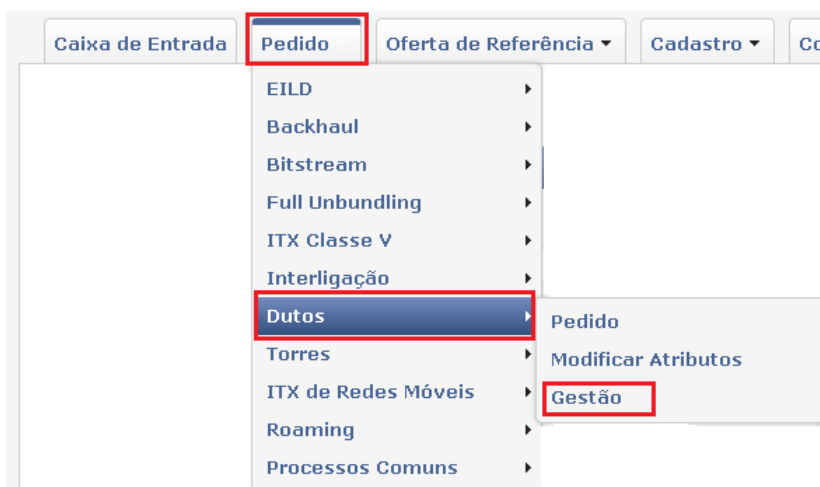 Caixa de Entrada Pedido Oferta de Referência Cadastro
EILD
Backhaul
Bitstream
Full Unbundling
ITX Classe V
Interligação
Dutos
Pedido
Torres
Modificar Atributos
ITX de Redes Móveis
Gestão
Roaming
Processos Comuns